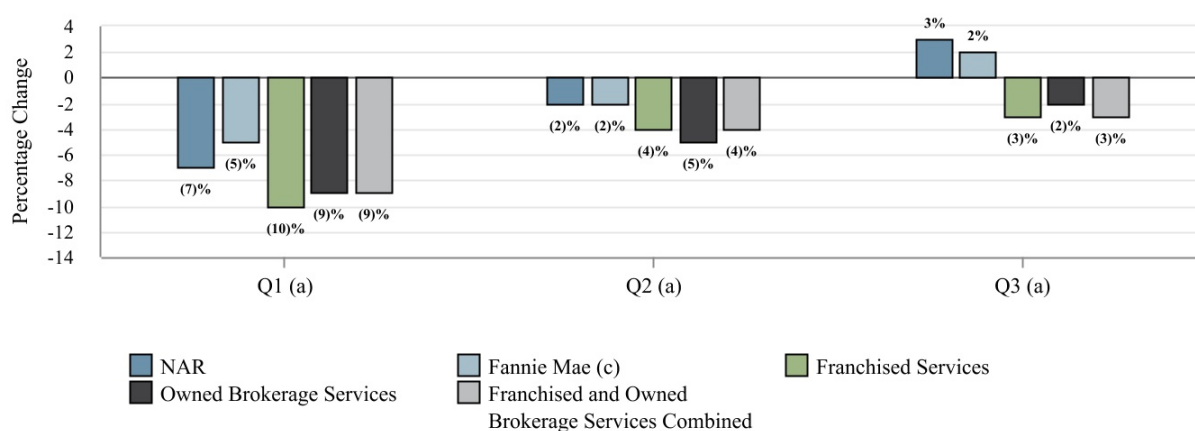 Percentage Change
4
2
0
-2
-4
-6
-8
-10
-12
-14
(7)%
(5)%
(10)%
(9)%
(9)%
(2)%
(2)%
(4)%
(5)%
(4)%
3%
2%
(3)%
(2)%
(3)%
Q1 (a)
Q2 (a)
Q3 (a)
NAR
Fannie Mae (c)
Franchised Services
Owned Brokerage Services
Franchised and Owned
Brokerage Services Combined